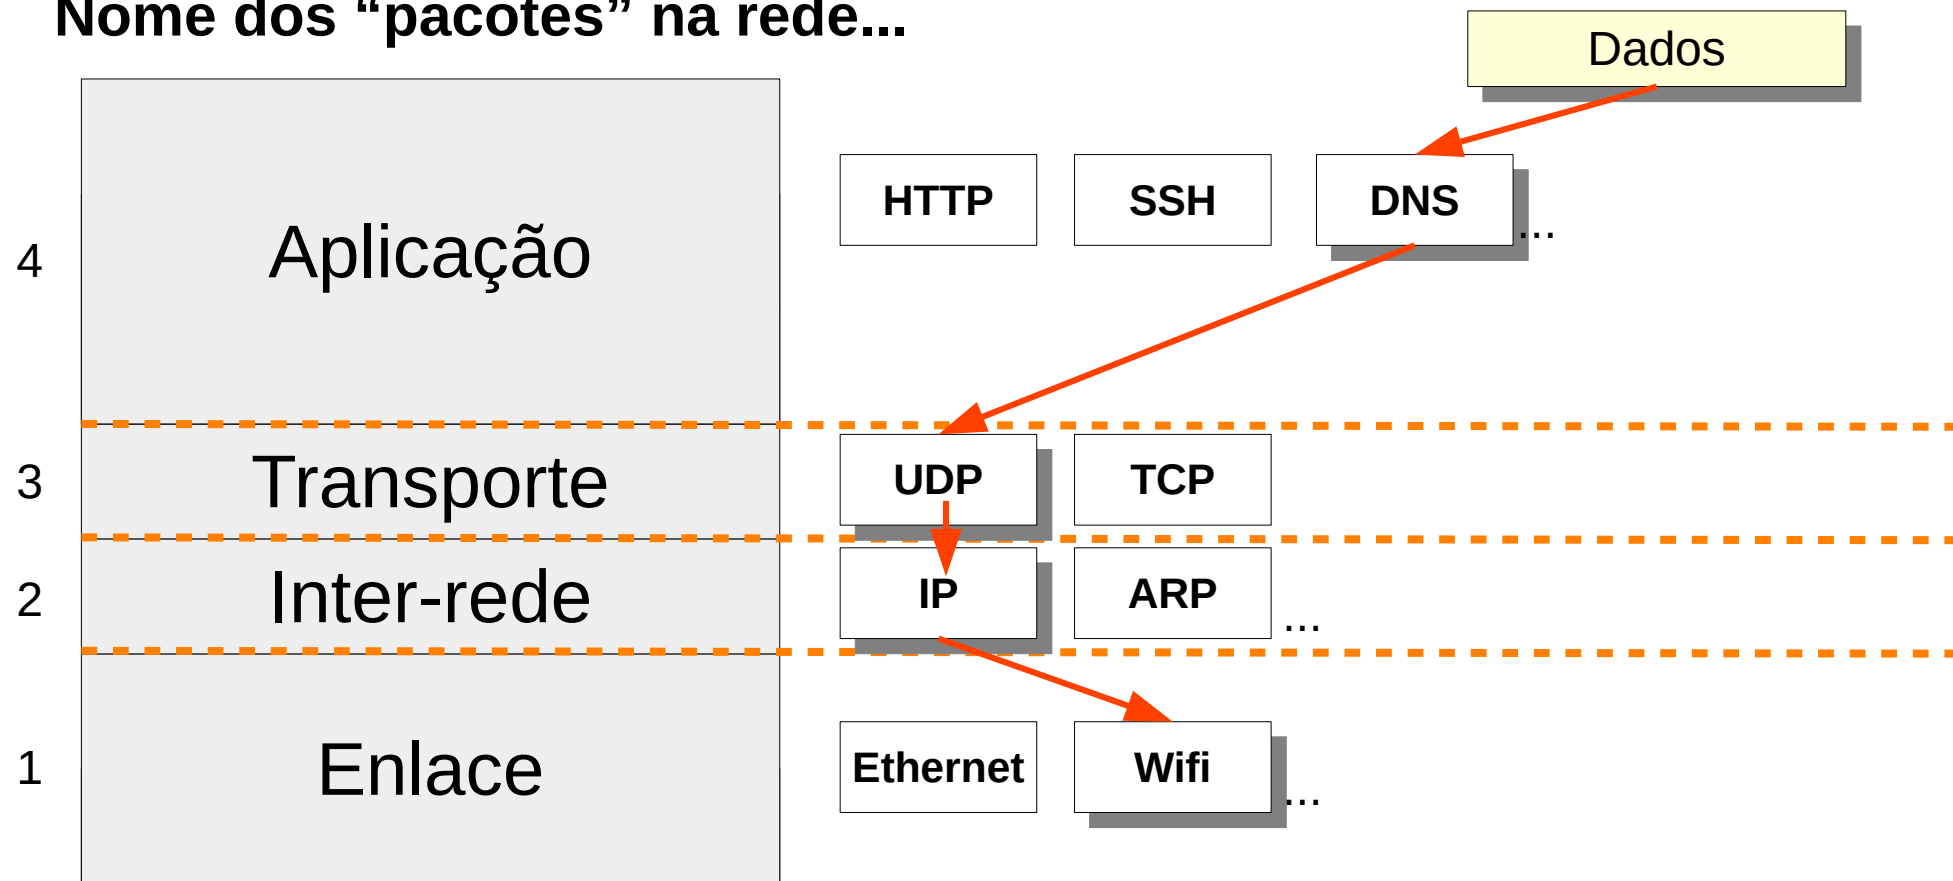 Nome dos “pacotes” na rede...
Dados
HTTP SSH DNS
...
4 Aplicação
3 Transporte UDP TCP
2 Inter-rede IP ARP ...
1 Enlace Ethernet Wifi ...